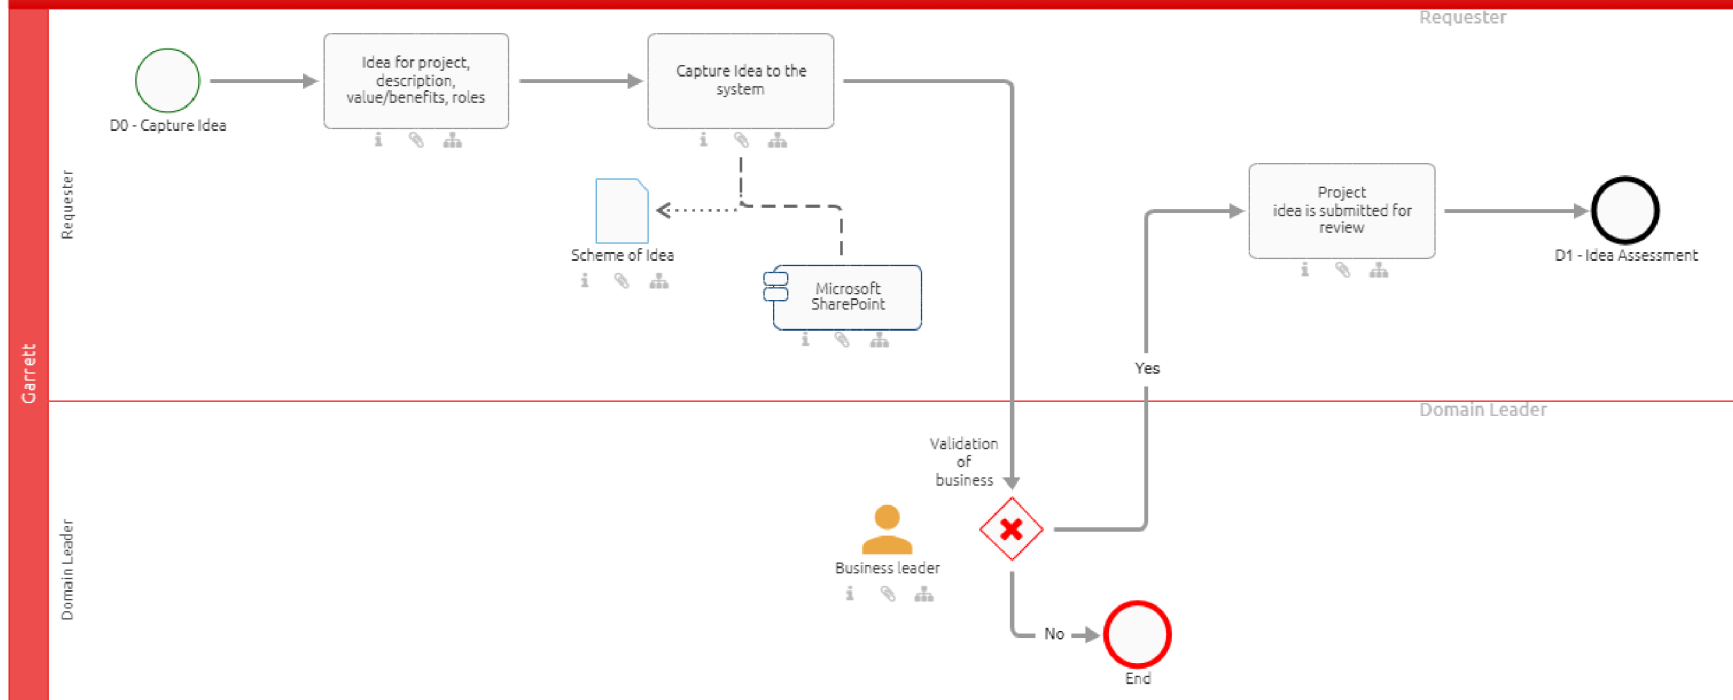 Requester
Garrett
Requester
D0 - Capture Idea
Idea for project,
description,
value/benefits, roles
Capture Idea to the
system
Scheme of Idea
Microsoft
SharePoint
Project
idea is submitted for
review
D1 - Idea Assessment
Yes
Domain Leader
Domain Leader
Validation
of
business
Business leader
No
End